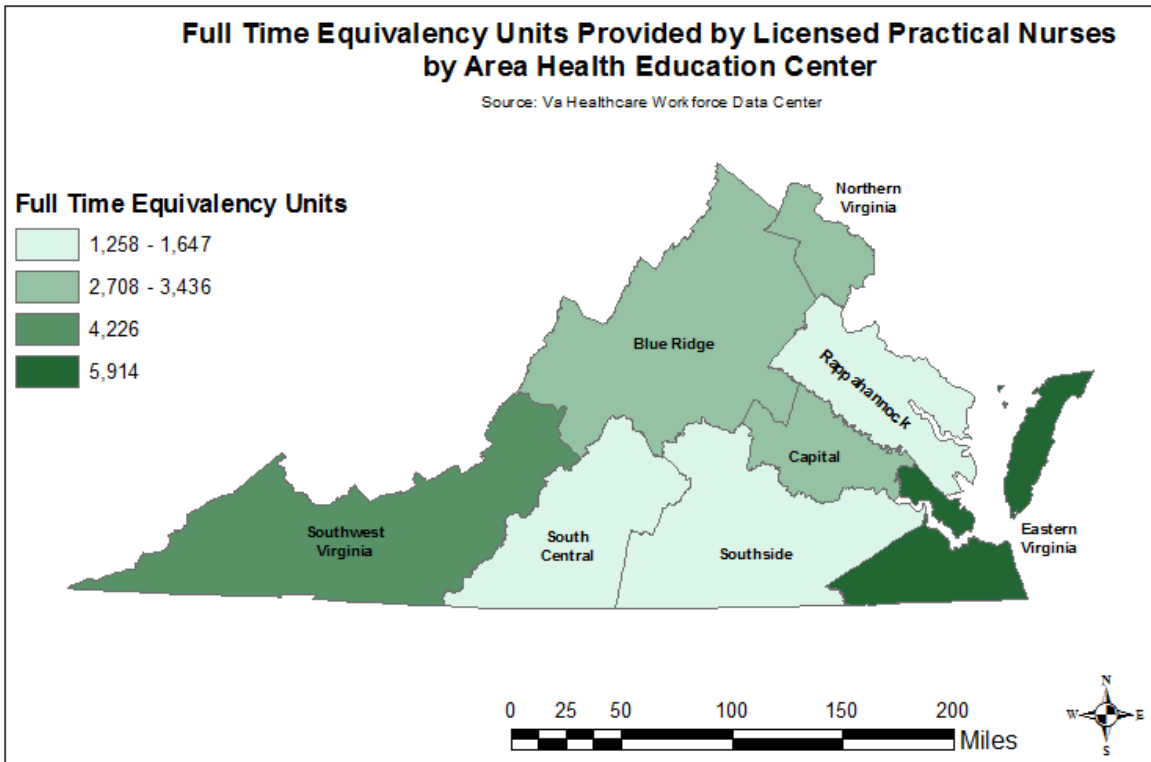 Full Time Equivalency Units Provided by Licensed Practical Nurses
by Area Health Education Center
Source: Va Healthcare Workforce Data Center
Full Time Equivalency Units
1,258 - 1,647
2,708 - 3,436
4,226
5,914
Northern
Virginia
Blue Ridge
Rappahannock
Capital
Southwest
Virginia
South
Central
Southside
Eastern
Virginia
0 25 50 100 150 200
Miles
N
W E
S